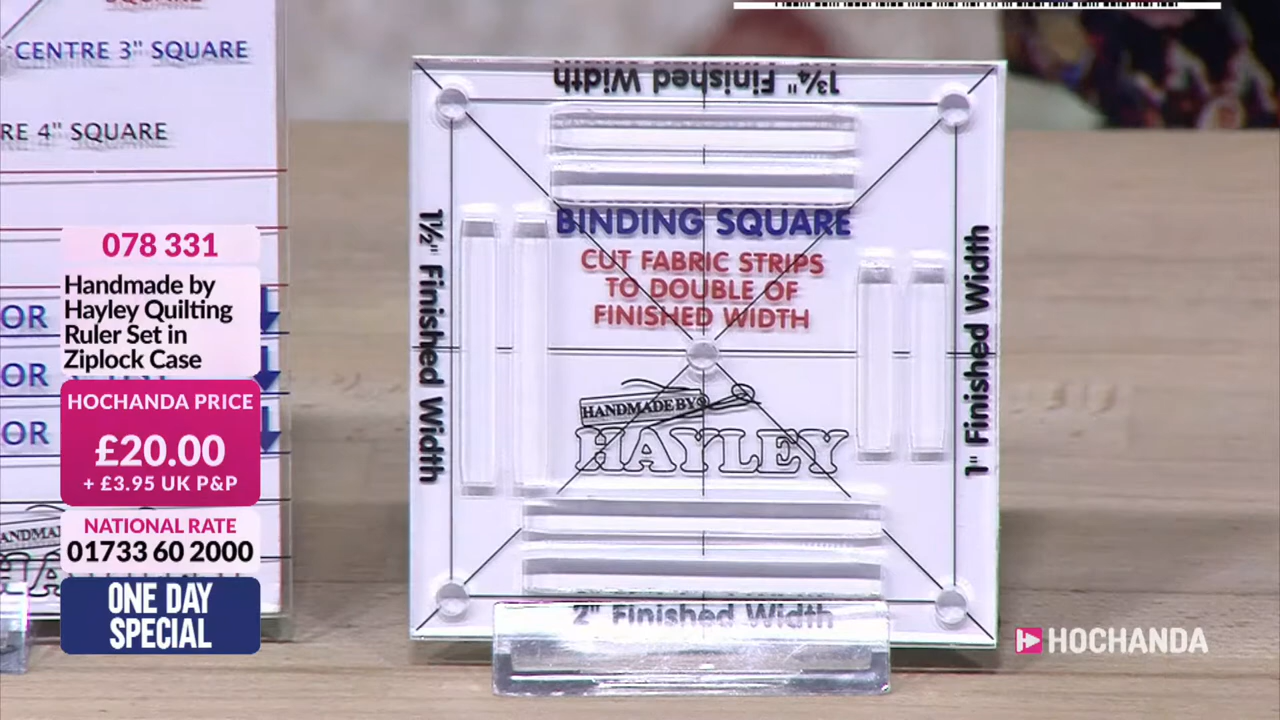 SQUARE
CENTRE 3" SQUARE
RE 4" SQUARE
OR
OR
OR
078 331
Handmade by
Hayley Quilting
Ruler Set in
Ziplock Case
HOCHANDA PRICE
£20.00
+ £3.95 UK P&P
NATIONAL RATE
01733 60 2000
ONE DAY
SPECIAL
1¾" Finished Width
1½" Finished Width
BINDING SQUARE
CUT FABRIC STRIPS
TO DOUBLE OF
FINISHED WIDTH
HANDMADE BY
HAYLEY
1" Finished Width
2" Finished Width
HOCHANDA